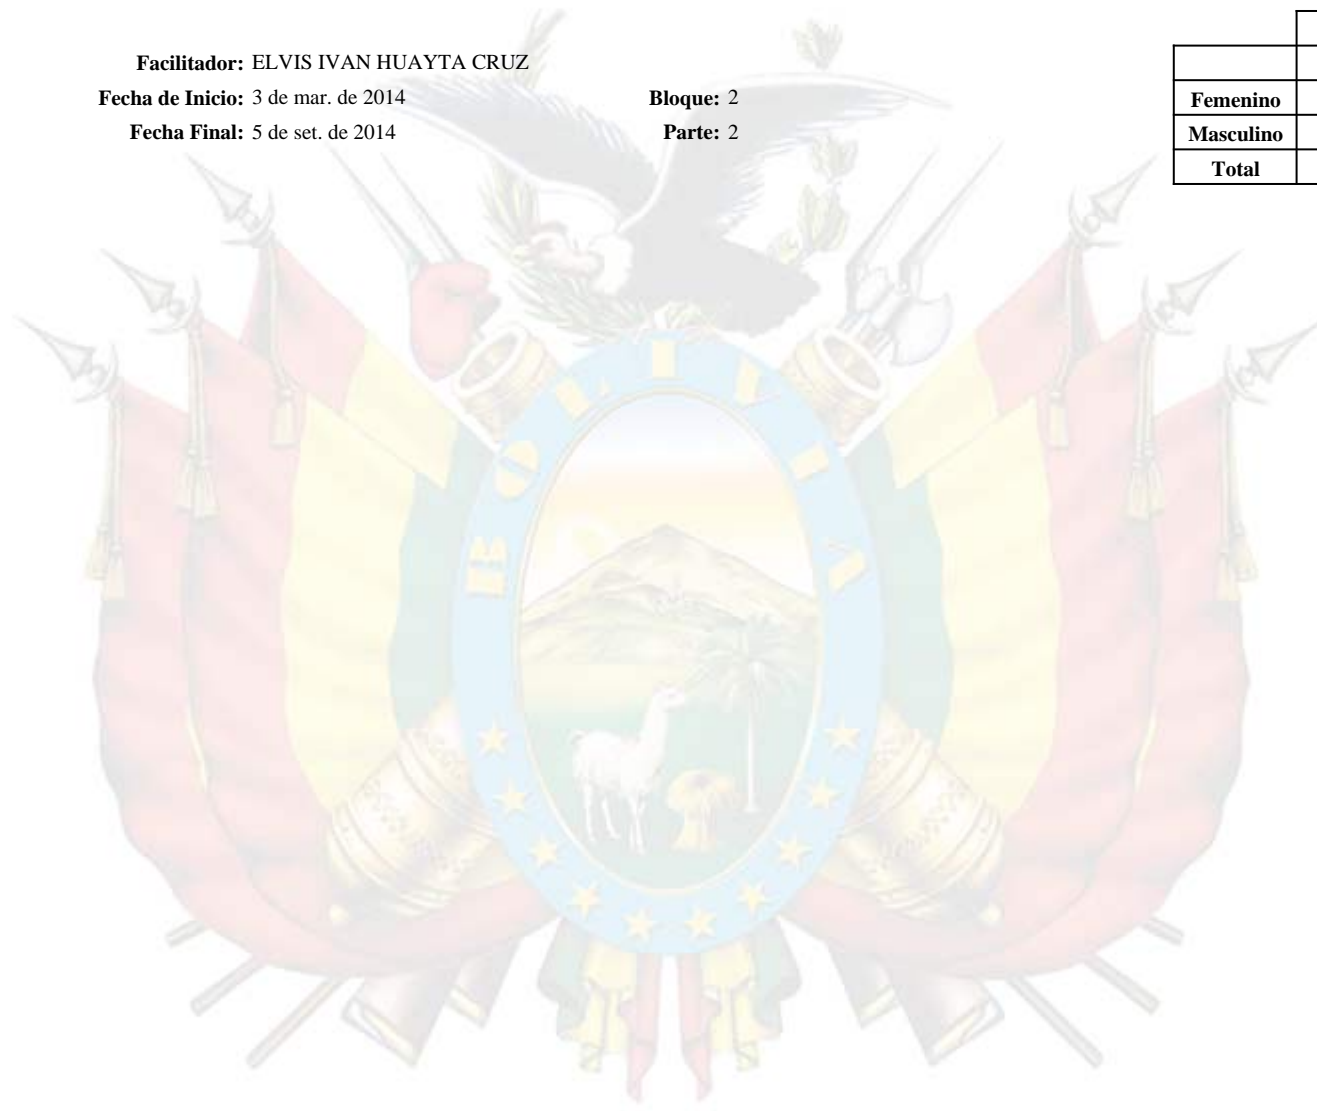 Facilitador: ELVIS IVAN HUAYTA CRUZ
Fecha de Inicio: 3 de mar. de 2014 Bloque: 2
Fecha Final: 5 de set. de 2014 Parte: 2
Femenino
Masculino
Total
BOLIVIA